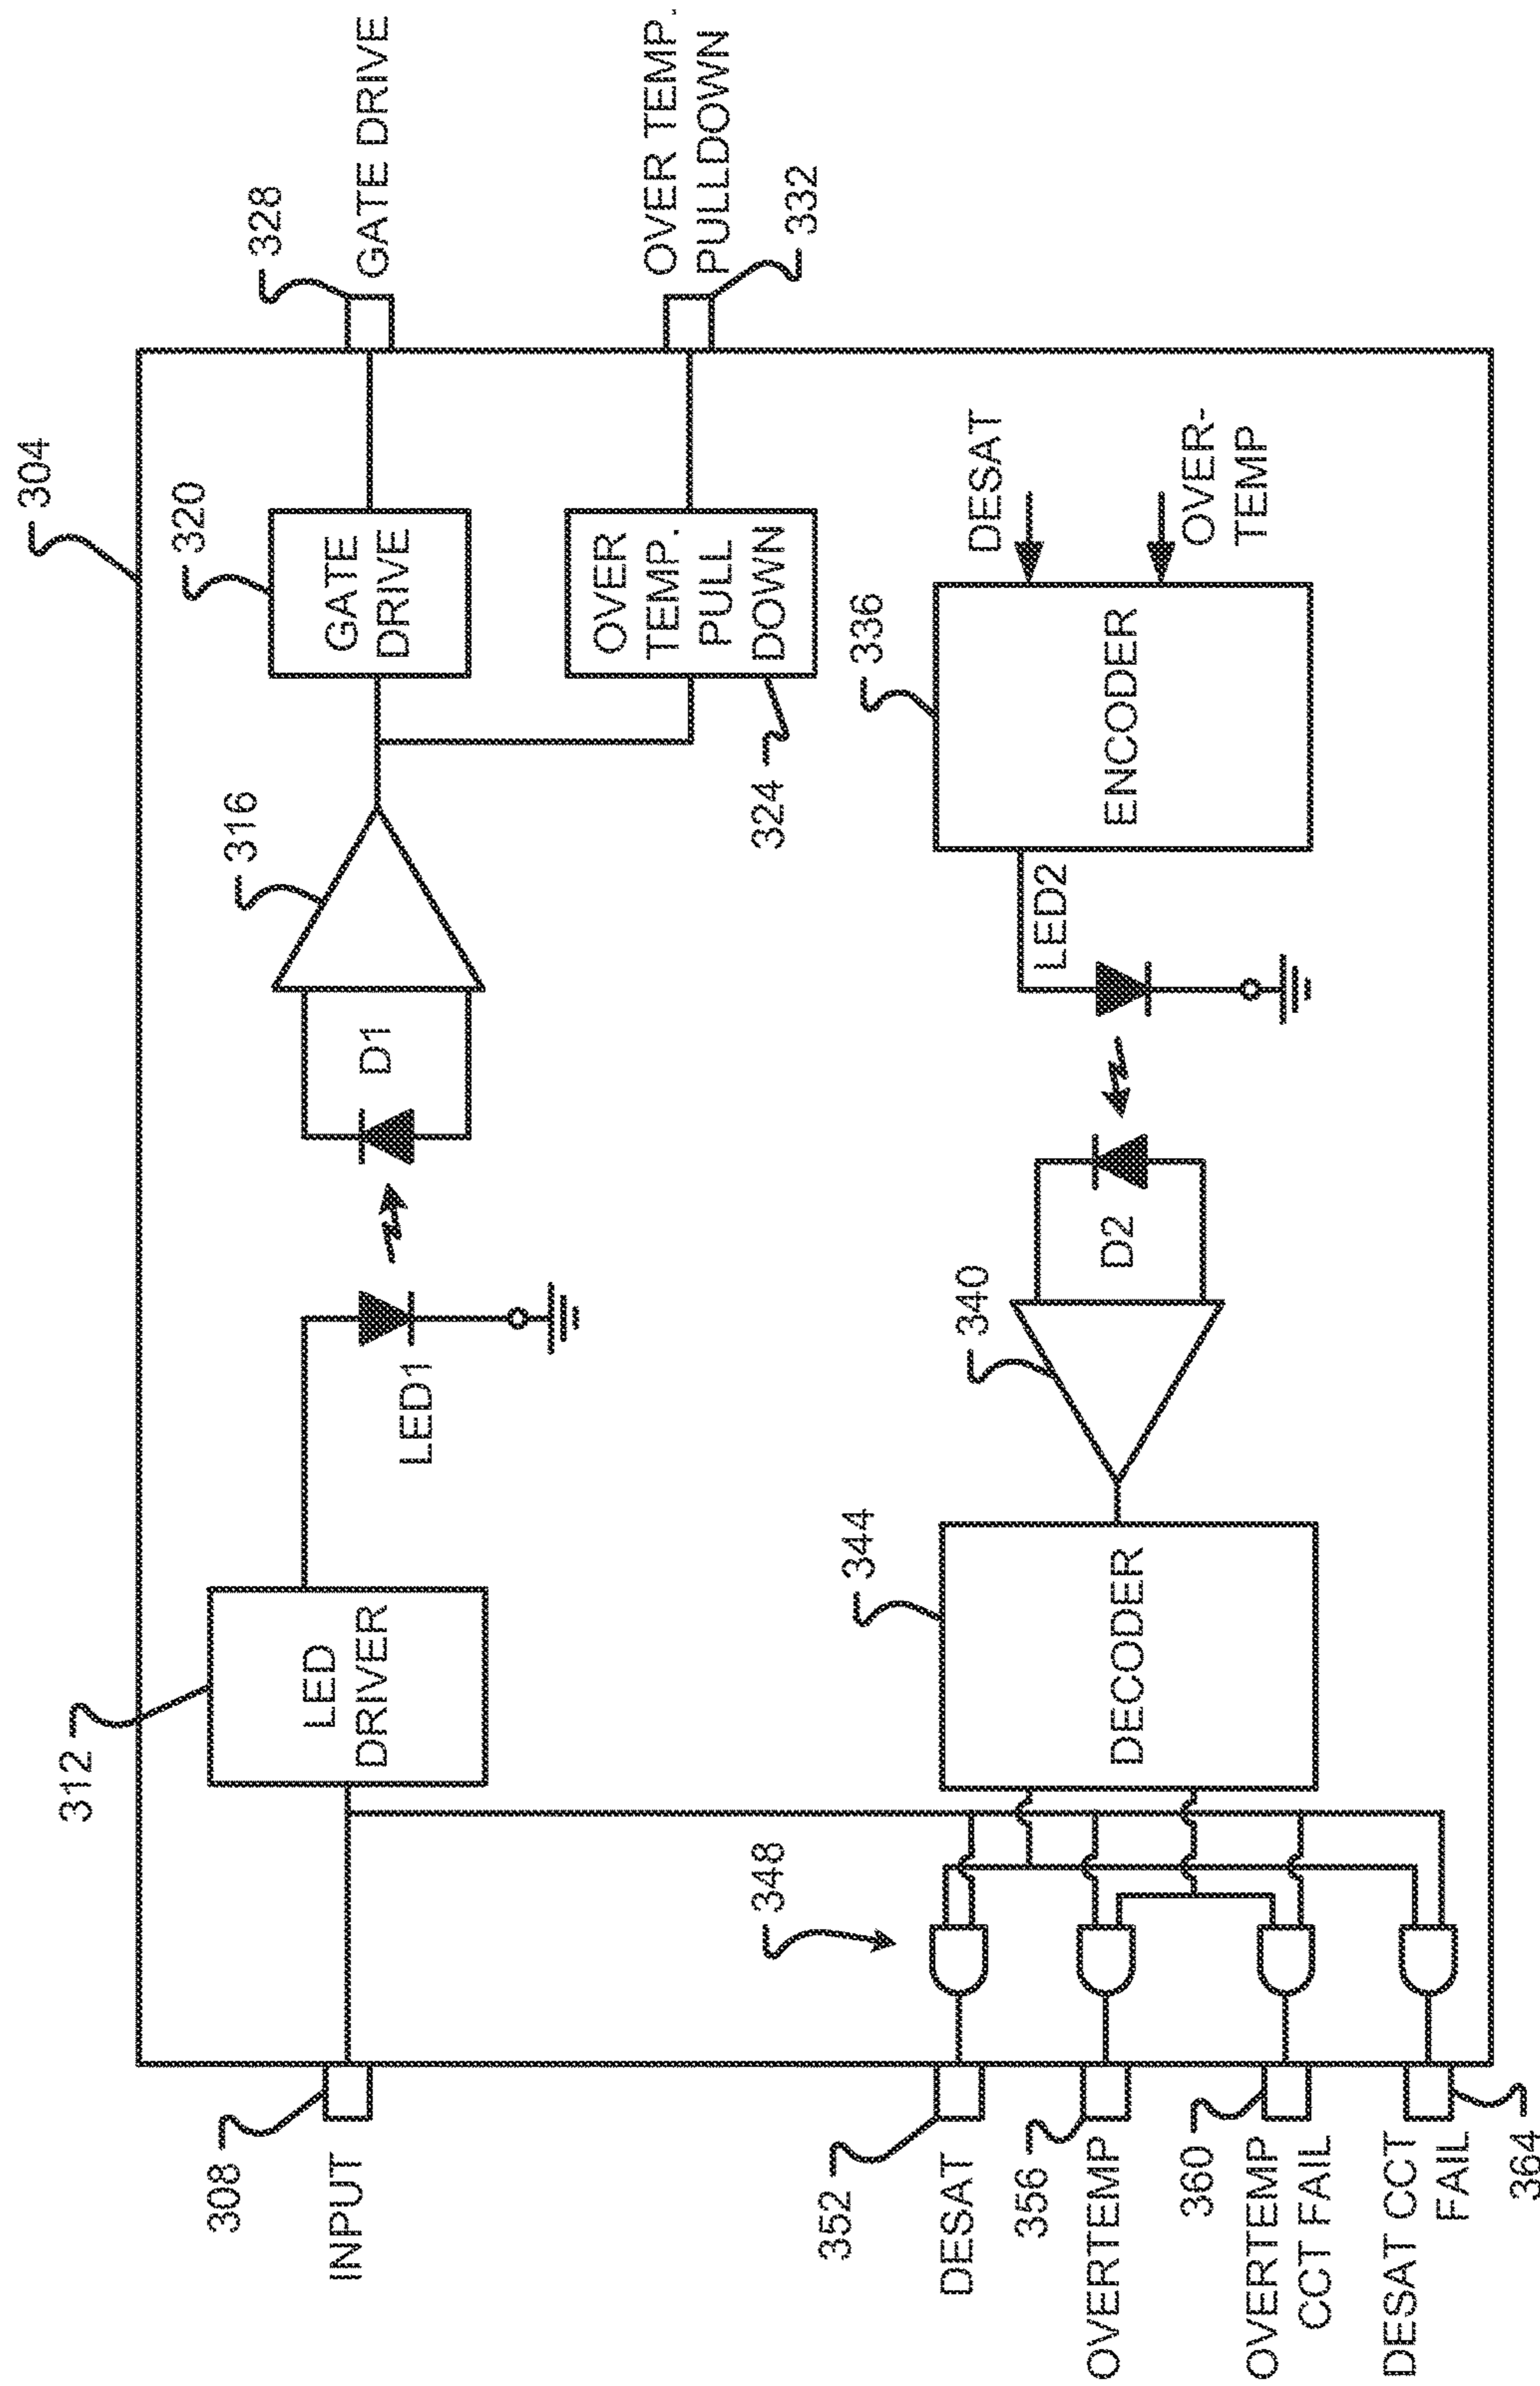 304
312
316
320
328
GATE DRIVE
308
INPUT
LED
DRIVER
LED1
D1
GATE
DRIVE
OVER
TEMP.
PULL
DOWN
324
OVER TEMP.
PULLDOWN
332
348
344
340
336
352
DESAT
356
OVERTEMP
360
OVERTEMP
CCT FAIL
DESAT CCT
FAIL
364
DECODER
D2
LED2
ENCODER
DESAT
OVER-
TEMP